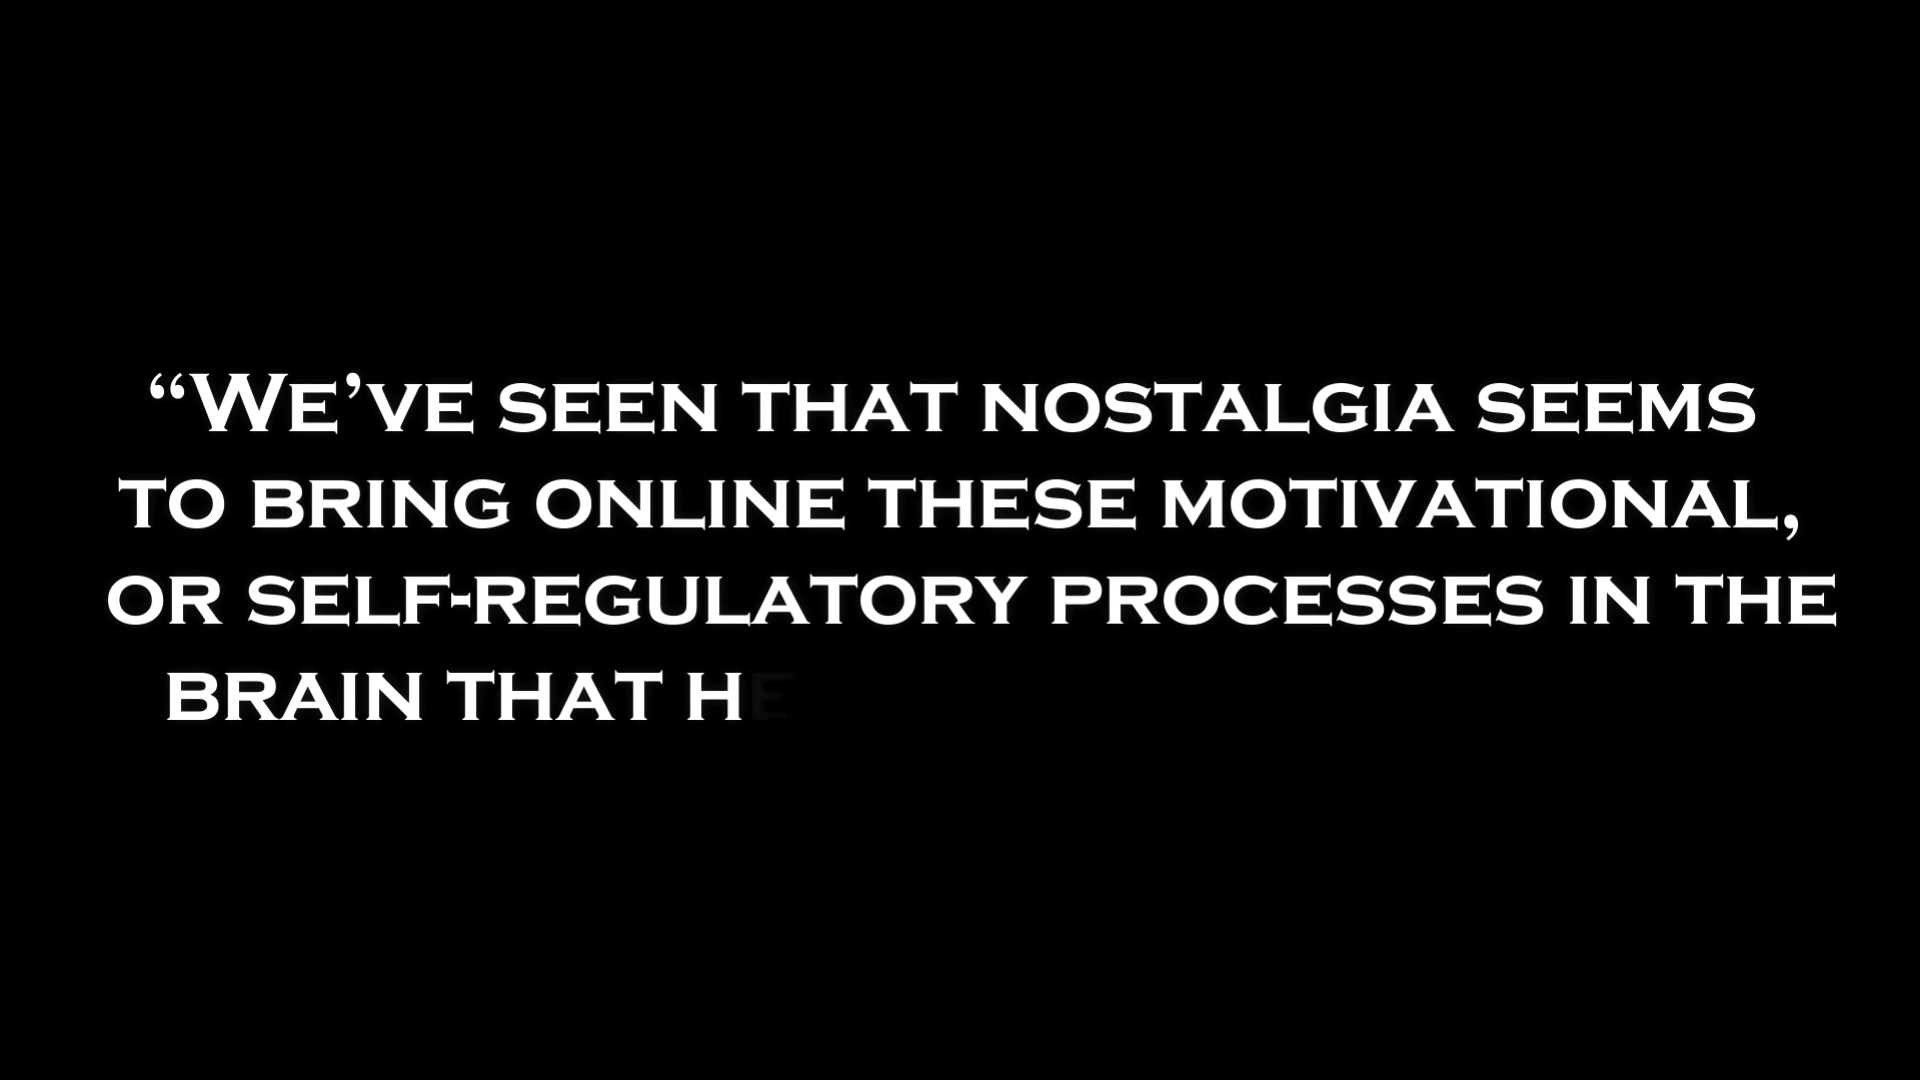 “We’ve seen that nostalgia seems
to bring online these motivational,
or self-regulatory processes in the
brain that he